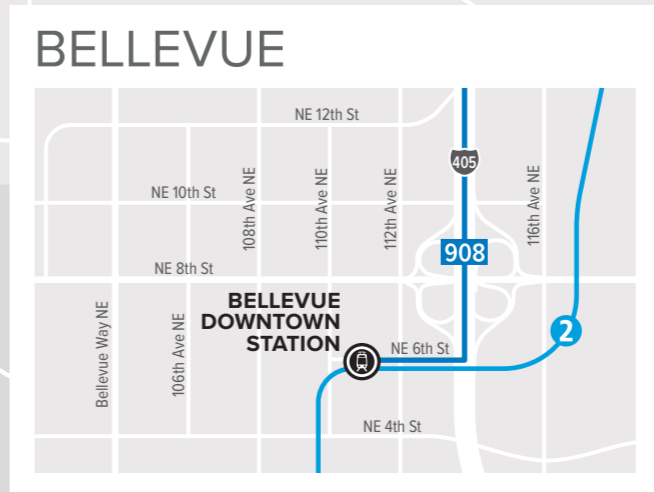 BELLEVUE
NE 12th St
405
NE 10th St
108th Ave NE
110th Ave NE
112th Ave NE
116th Ave NE
908
NE 8th St
Bellevue Way NE
106th Ave NE
BELLEVUE
DOWNTOWN
STATION
NE 6th St
2
NE 4th St